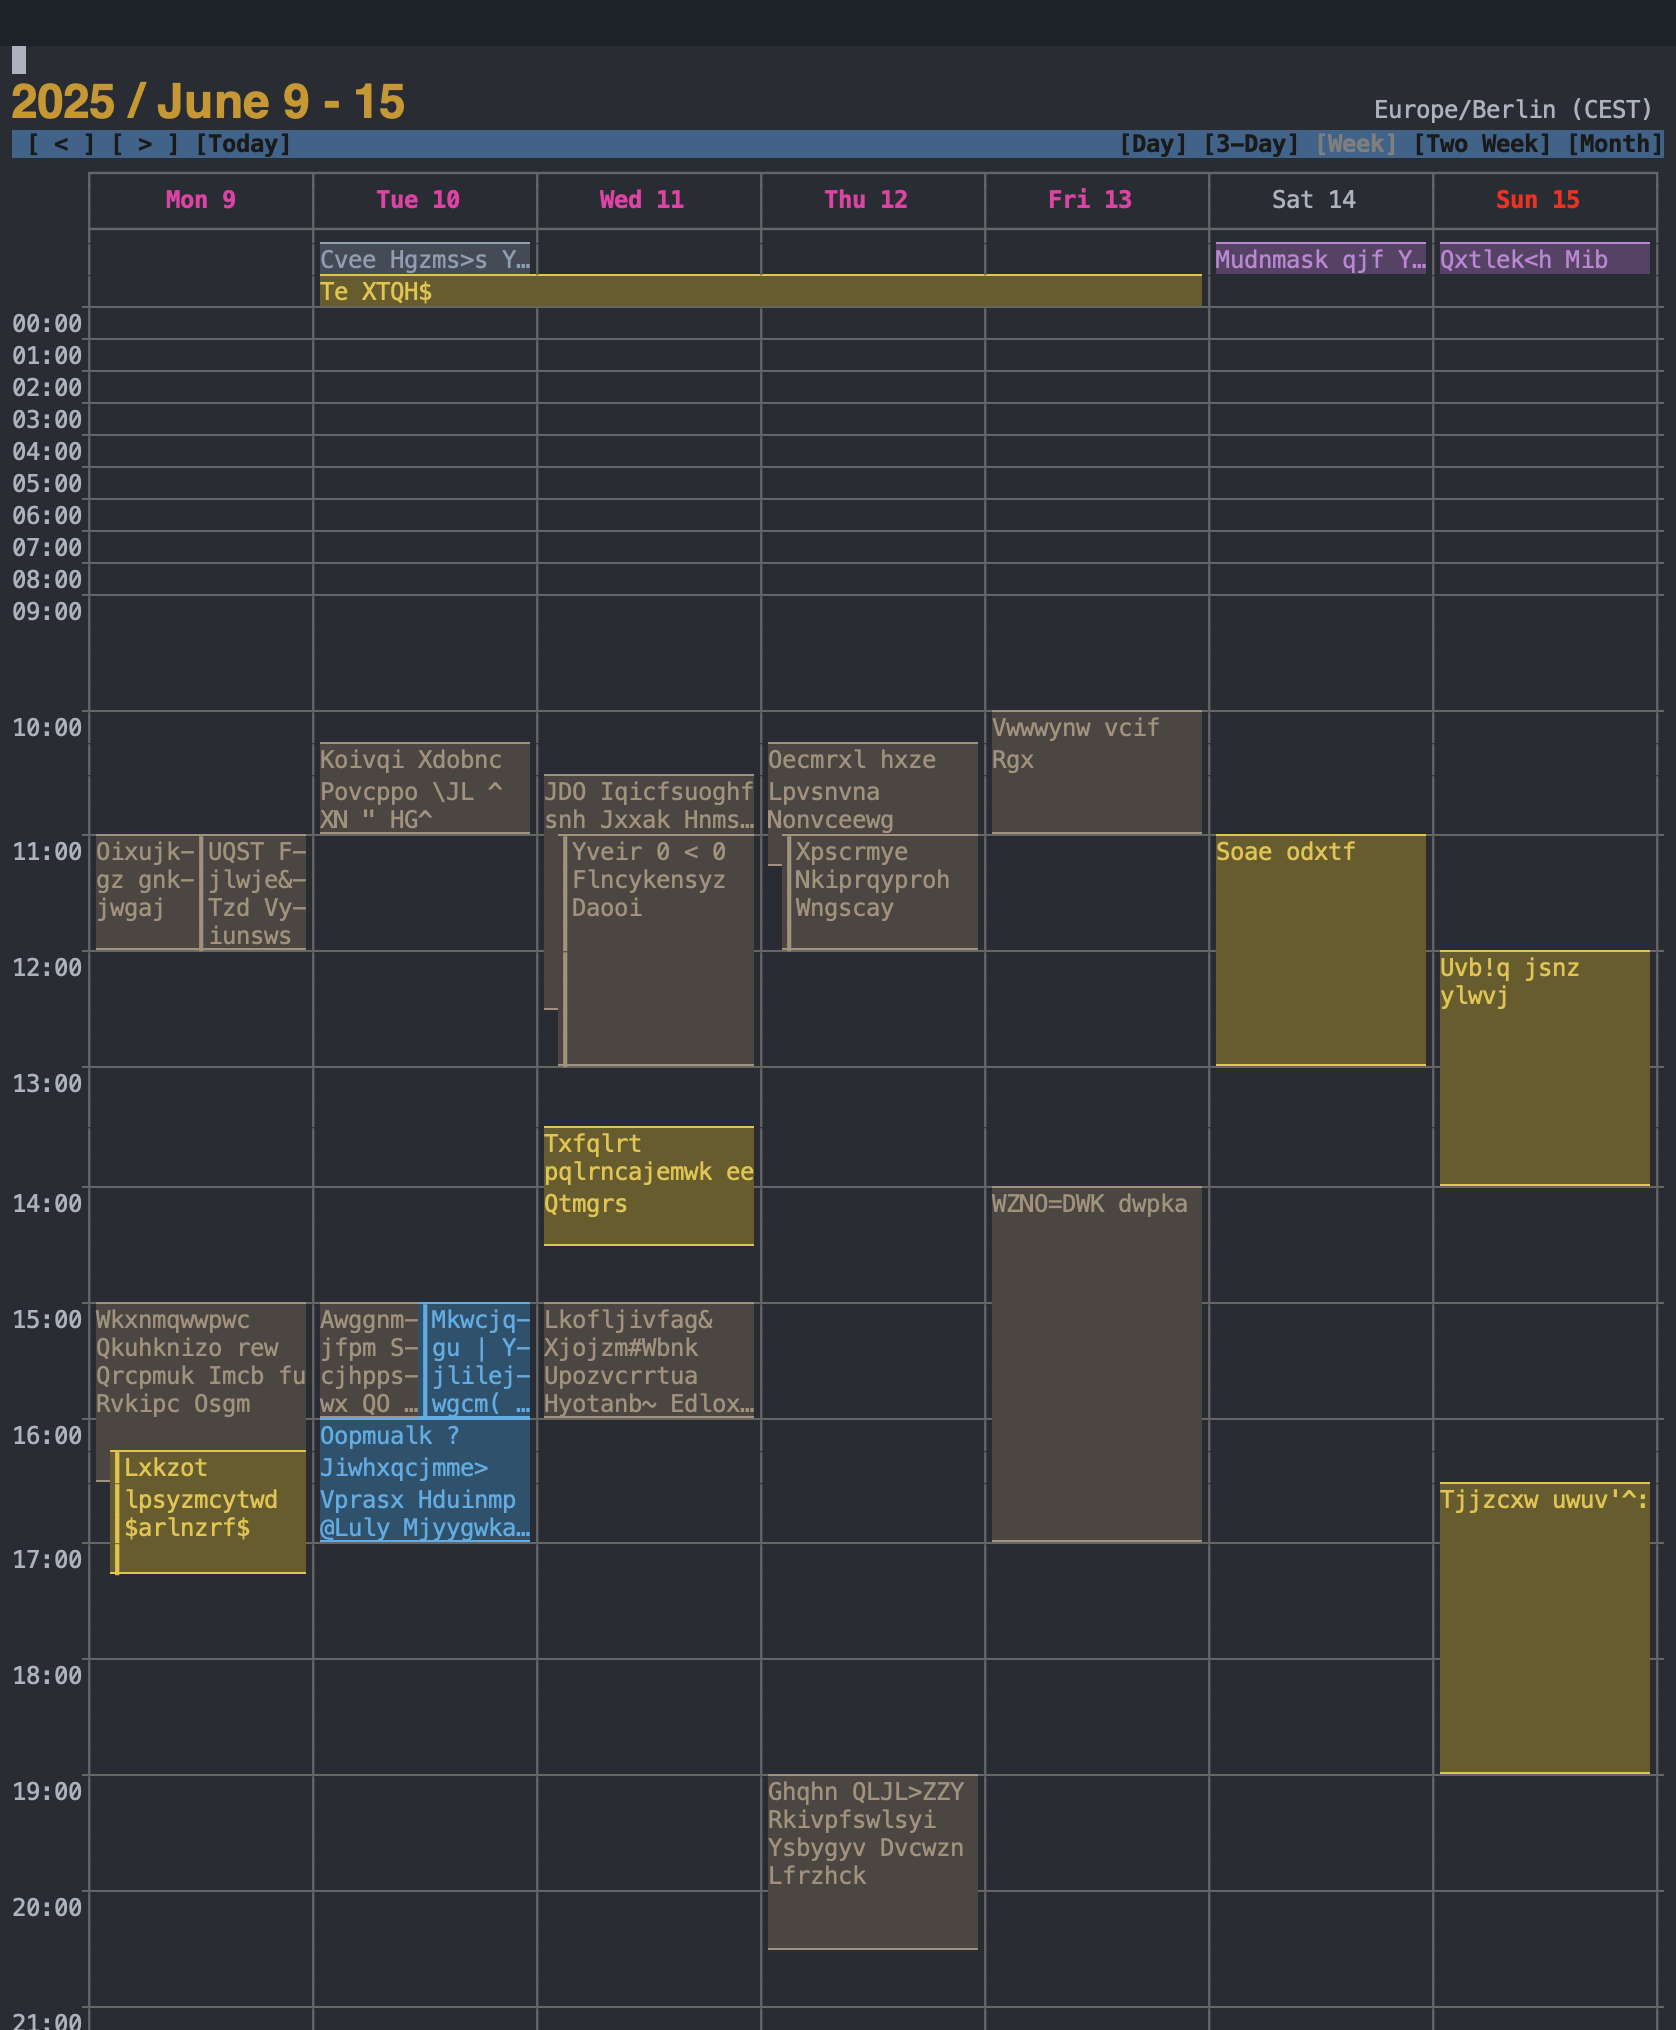 2025 / June 9 - 15
Europe/Berlin (CEST)
[ < ] [ > ] [Today]
[Day] [3-Day] [Week] [Two Week] [Month]
Mon 9
Tue 10
Wed 11
Thu 12
Fri 13
Sat 14
Sun 15
Cvee Hgzms>s Y…
Mudnmask qjf Y…
Qxtlek<h Mib
Te XTQH$
00:00
01:00
02:00
03:00
04:00
05:00
06:00
07:00
08:00
09:00
10:00
Vwwwynw vcif
Rgx
Koivqi Xdobnc
Povcppo \JL ^
XN " HG^
Oecmrxl hxze
Lpvsnvna
Nonvceewg
JDO Iqicfsuoghf
snh Jxxak Hnms…
11:00
Oixujk-
gz gnk-
jwgaj
UQST F-
jlwje&-
Tzd Vy-
iunsws
Yveir 0 < 0
Flncykensyz
Daooi
Xpscrmye
Nkiprqyproh
Wngscay
Soae odxtf
12:00
Uvb!q jsnz
ylwvj
13:00
Txfqlrt
pqlrncajemwk ee
Qtmgrs
14:00
WZNO=DWK dwpka
15:00
Wkxnmqwwpwc
Qkuhknizo rew
Qrcpmuk Imcb fu
Rvkipc Osgm
Awggnm-
jfpm S-
cjhpps-
wx QO …
Mkwcjq-
gu | Y-
jlilej-
wgcm( …
Lkofljivfag&
Xjojzm#Wbnk
Upozvcrrtua
Hyotanb~ Edlox…
16:00
Lxkzot
lpsyzmcytwd
$arlnzrf$
Oopmualk ?
Jiwhxqcjmme>
Vprasx Hduinmp
@Luly Mjyygwka…
Tjjzcxw uwuv'^:
17:00
18:00
19:00
Ghqhn QLJL>ZZY
Rkivpfswlsyi
Ysbygyv Dvcwzn
Lfrzhck
20:00
21:00